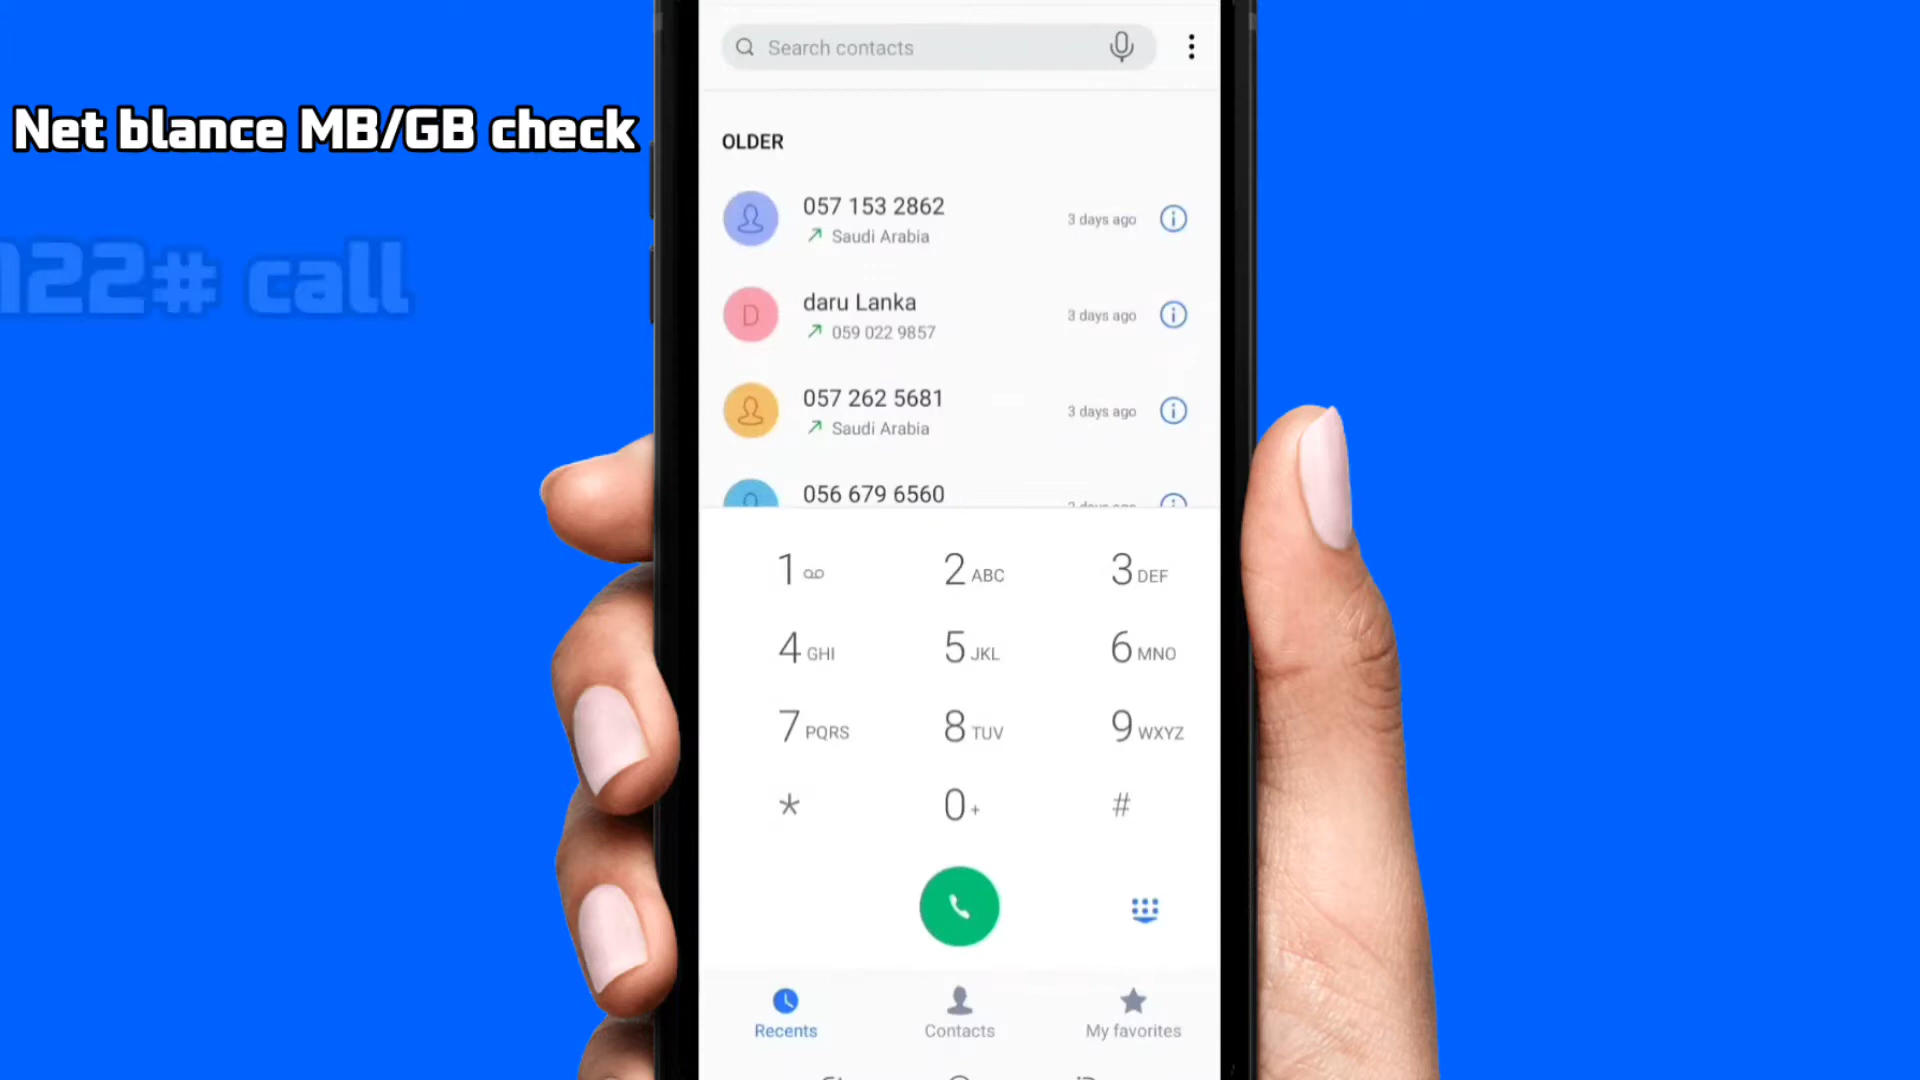 Net blance MB/GB check
122# call
Search contacts
OLDER
057 153 2862
Saudi Arabia
3 days ago
daru Lanka
059 022 9857
3 days ago
057 262 5681
Saudi Arabia
3 days ago
056 679 6560
1
2 ABC
3 DEF
4 GHI
5 JKL
6 MNO
7 PQRS
8 TUV
9 WXYZ
*
0 +
#
Recents
Contacts
My favorites